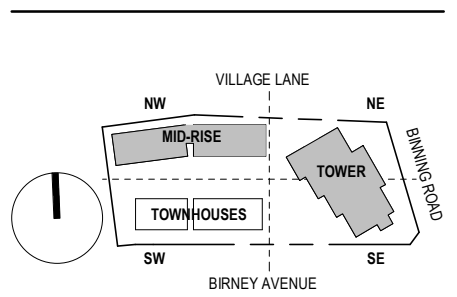 VILLAGE LANE
NW
NE
MID-RISE
BINNING ROAD
TOWER
TOWNHOUSES
SW
SE
BIRNEY AVENUE